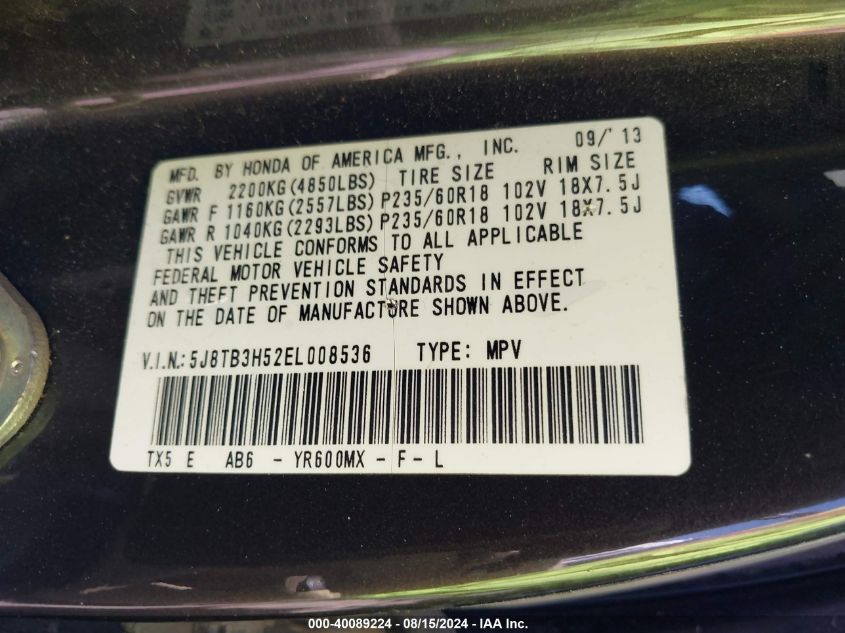 MFD. BY HONDA OF AMERICA MFG., INC. 09/'13
GVWR 2200KG(4850LBS) TIRE SIZE RIM SIZE
GAWR F 1160KG(2557LBS) P235/60R18 102V 18X7.5J
GAWR R 1040KG(2293LBS) P235/60R18 102V 18X7.5J
THIS VEHICLE CONFORMS TO ALL APPLICABLE
FEDERAL MOTOR VEHICLE SAFETY
AND THEFT PREVENTION STANDARDS IN EFFECT
ON THE DATE OF MANUFACTURE SHOWN ABOVE.
V.I.N.: 5J8TB3H52EL008536 TYPE: MPV
TX5 E AB6 - YR600MX - F - L
000-40089224 - 08/15/2024 - IAA Inc.